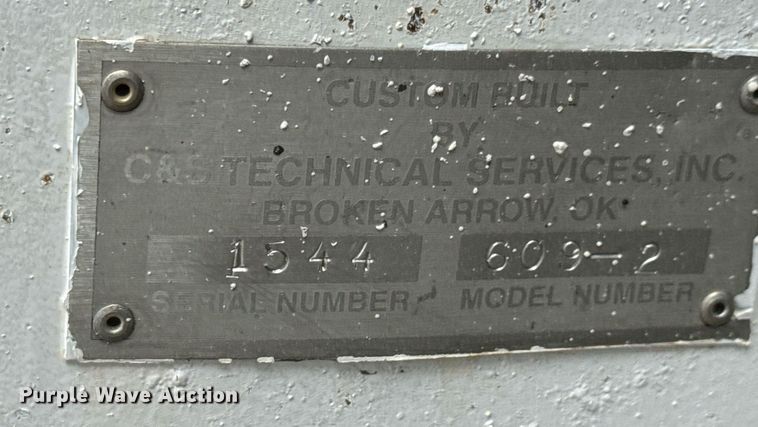 CUSTOM BUILT
BY
C&S TECHNICAL SERVICES, INC.
BROKEN ARROW, OK
1544 609-2
SERIAL NUMBER MODEL NUMBER
Purple Wave Auction